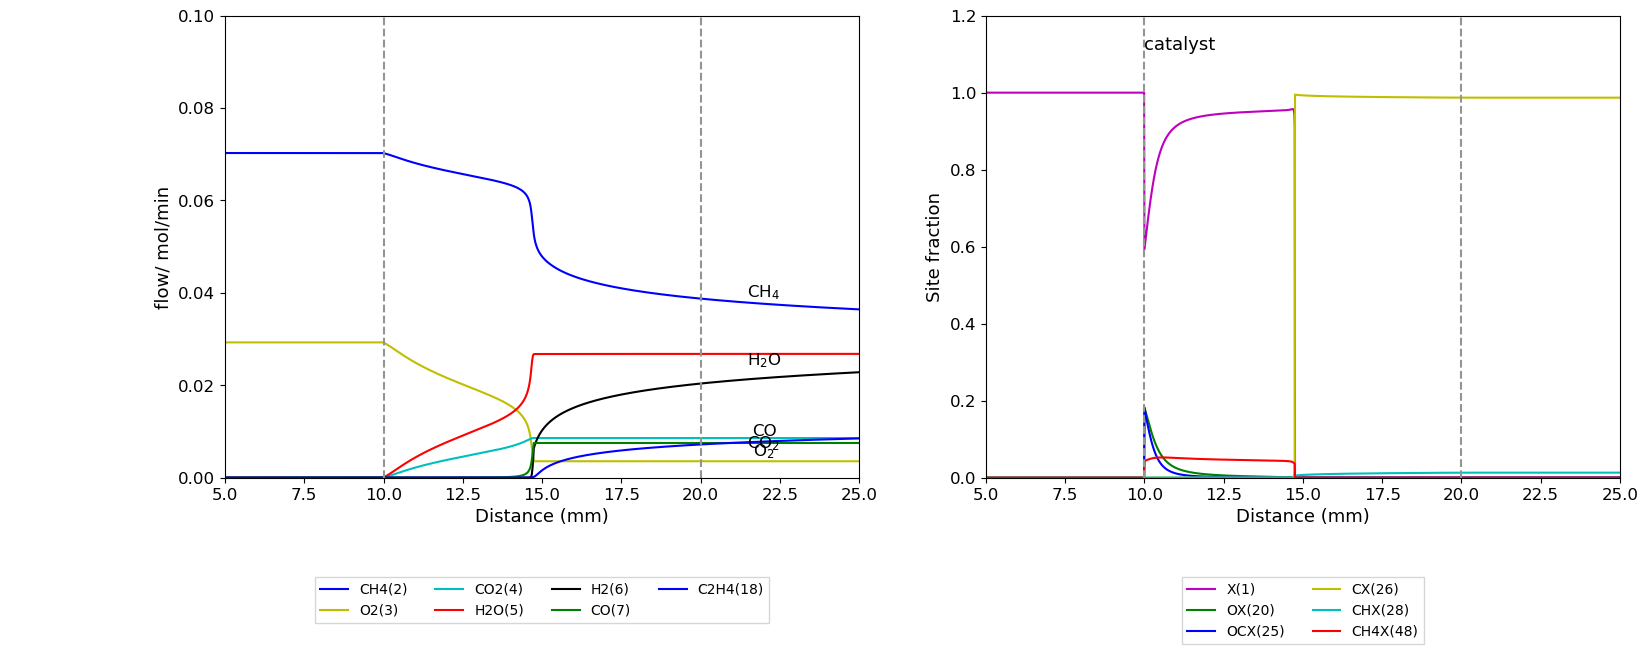 0.10
0.08
0.06
0.04
0.02
0.00
flow/ mol/min
CH4
H2O
CO
CO2
O2
5.0 7.5 10.0 12.5 15.0 17.5 20.0 22.5 25.0
Distance (mm)
CH4(2) CO2(4) H2(6) C2H4(18)
O2(3) H2O(5) CO(7)
1.2
1.0
0.8
0.6
0.4
0.2
0.0
Site fraction
catalyst
5.0 7.5 10.0 12.5 15.0 17.5 20.0 22.5 25.0
Distance (mm)
X(1) CX(26)
OX(20) CHX(28)
OCX(25) CH4X(48)